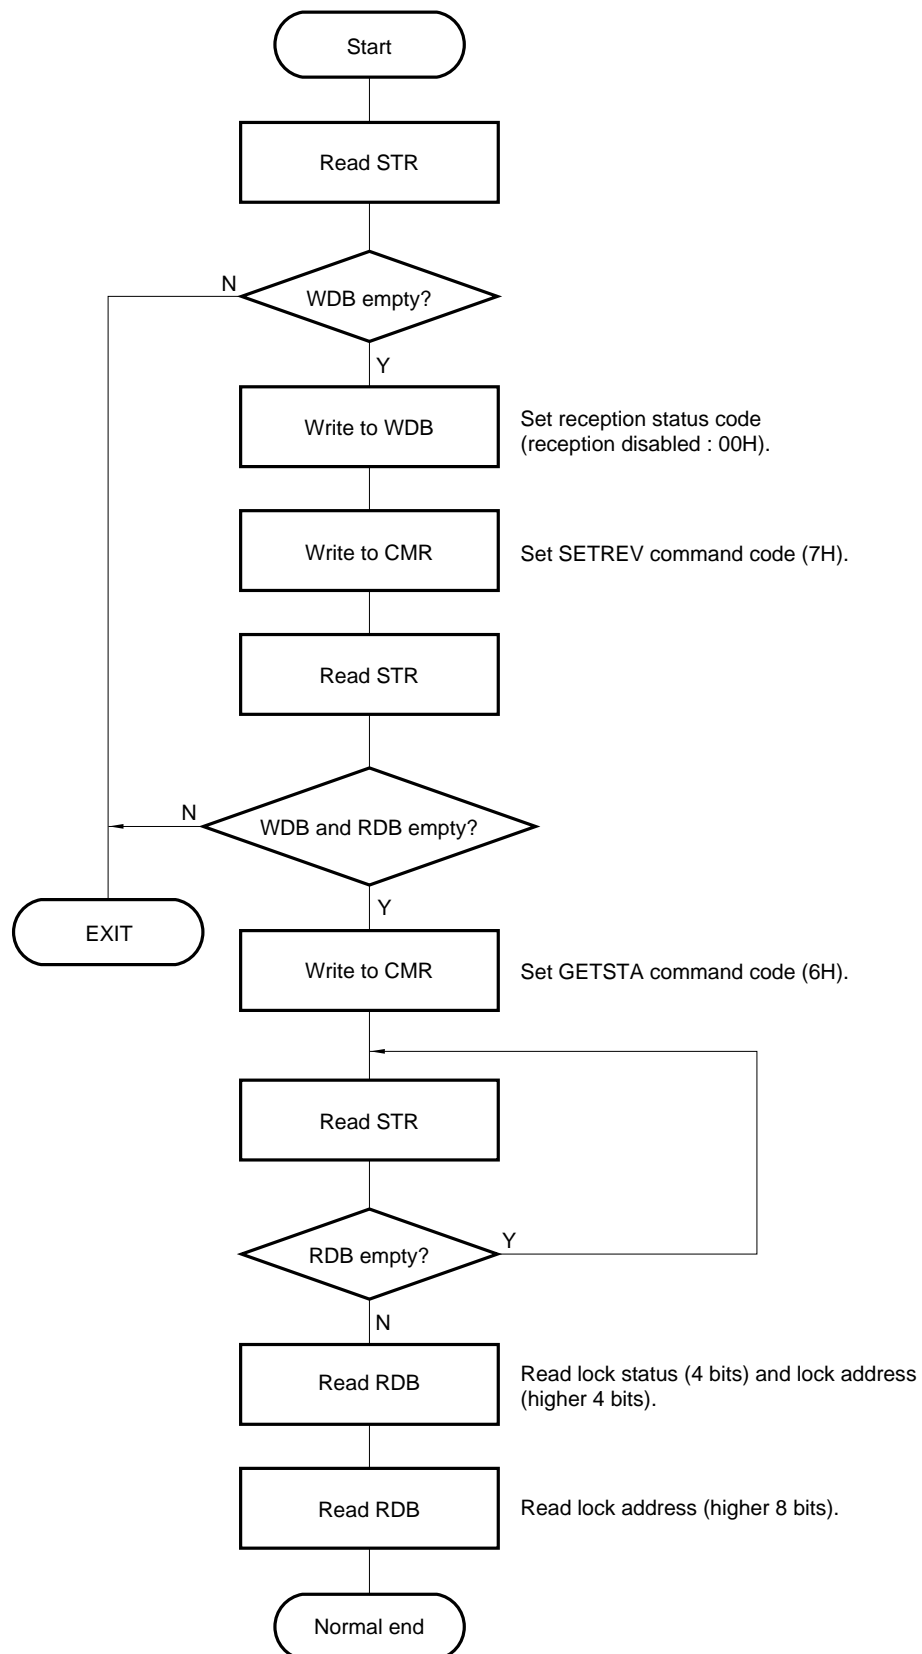 Start
Read STR
N
WDB empty?
Y
Write to WDB
Set reception status code
(reception disabled : 00H).
Write to CMR
Set SETREV command code (7H).
Read STR
N
WDB and RDB empty?
Y
EXIT
Write to CMR
Set GETSTA command code (6H).
Read STR
RDB empty?
Y
N
Read RDB
Read lock status (4 bits) and lock address
(higher 4 bits).
Read RDB
Read lock address (higher 8 bits).
Normal end